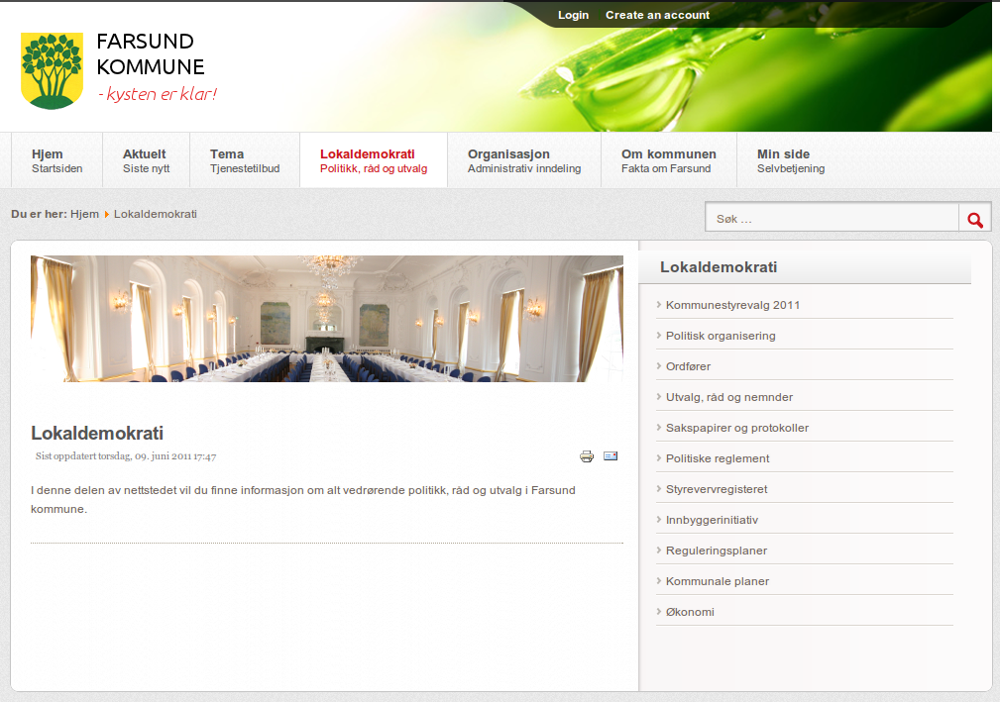 Login Create an account
FARSUND
KOMMUNE
- kysten er klar!
Hjem Aktuelt Tema Lokaldemokrati Organisasjon Om kommunen Min side
Startsiden Siste nytt Tjenestetilbud Politikk, råd og utvalg Administrativ inndeling Fakta om Farsund Selvbetjening
Du er her: Hjem Lokaldemokrati
Søk ...
Lokaldemokrati
Sist oppdatert torsdag, 09. juni 2011 17:47
I denne delen av nettstedet vil du finne informasjon om alt vedrørende politikk, råd og utvalg i Farsund
kommune.
Lokaldemokrati
Kommunestyrevalg 2011
Politisk organisering
Ordfører
Utvalg, råd og nemnder
Sakspapirer og protokoller
Politiske reglement
Styrevervregisteret
Innbyggerinitiativ
Reguleringsplaner
Kommunale planer
Økonomi